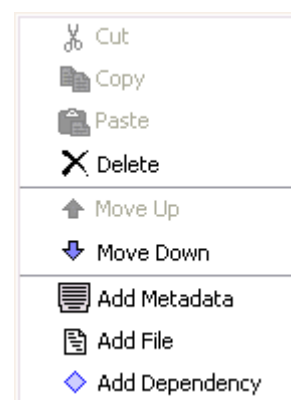 Cut
Copy
Paste
Delete
Move Up
Move Down
Add Metadata
Add File
Add Dependency